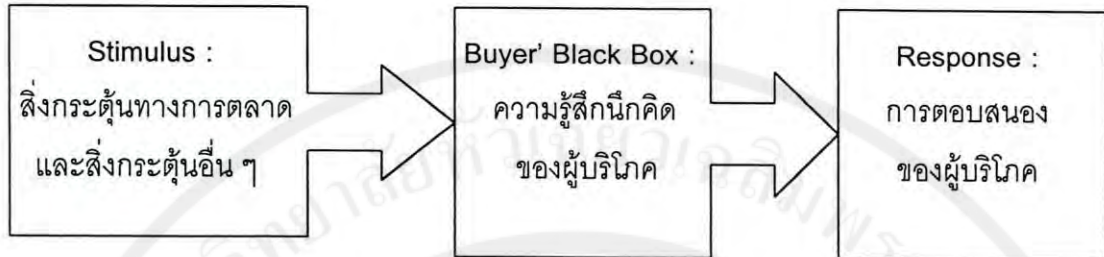 Stimulus :
สิ่งกระตุ้นทางการตลาด
และสิ่งกระตุ้นอื่น ๆ
Buyer' Black Box :
ความรู้สึกนึกคิด
ของผู้บริโภค
Response :
การตอบสนอง
ของผู้บริโภค